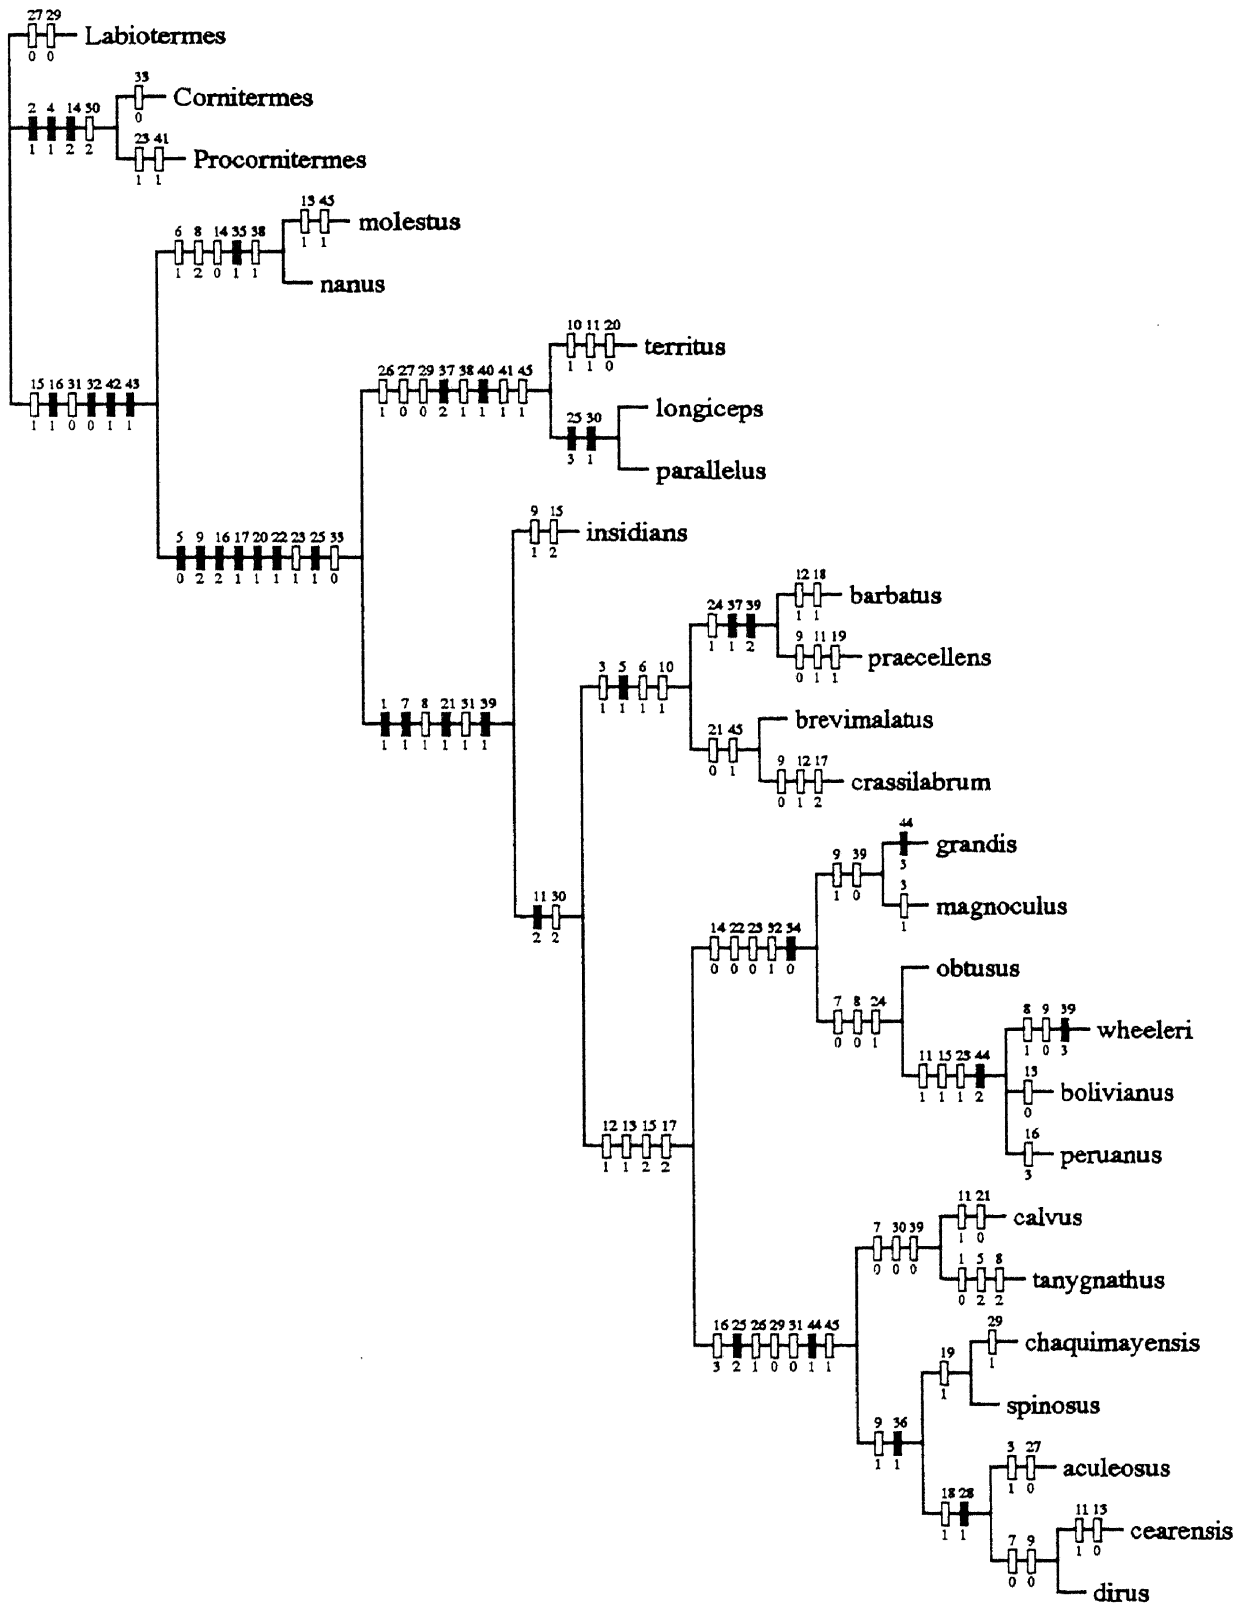 27 29
Labiotermes
0 0
33
Cornitermes
0
2 4 14 30
1 1 2 2
23 41
Procornitermes
1 1
13 45
molestus
1 1
6 8 14 35 38
1 2 0 1 1
nanus
10 11 20
territus
1 1 0
26 27 29 37 38 40 41 45
1 0 0 2 1 1 1 1
longiceps
15 16 31 32 42 43
1 1 0 0 1 1
25 30
3 1
parallelus
9 15
insidians
1 2
5 9 16 17 20 22 23 25 33
0 2 2 1 1 1 1 1 0
12 18
barbatus
1 1
24 37 39
1 1 2
9 11 19
praecellens
0 1 1
3 5 6 10
1 1 1 1
brevimalatus
1 7 8 21 31 39
1 1 1 1 1 1
21 45
0 1
9 12 17
crassilabrum
0 1 2
44
grandis
3
9 39
1 0
3
magnoculus
1
11 30
2 2
14 22 23 32 34
0 0 0 1 0
obtusus
7 8 24
0 0 1
8 9 39
wheeleri
1 0 3
11 15 23 44
1 1 1 2
13
bolivianus
0
12 13 15 17
1 1 2 2
16
peruanus
3
11 21
calvus
1 0
7 30 39
0 0 0
1 5 8
tanygnathus
0 2 2
16 25 26 29 31 44 45
3 2 1 0 0 1 1
29
chaquimayensis
1
19
1
spinosus
9 36
1 1
3 27
aculeosus
1 0
18 28
1 1
11 13
cearensis
1 0
7 9
0 0
dirus